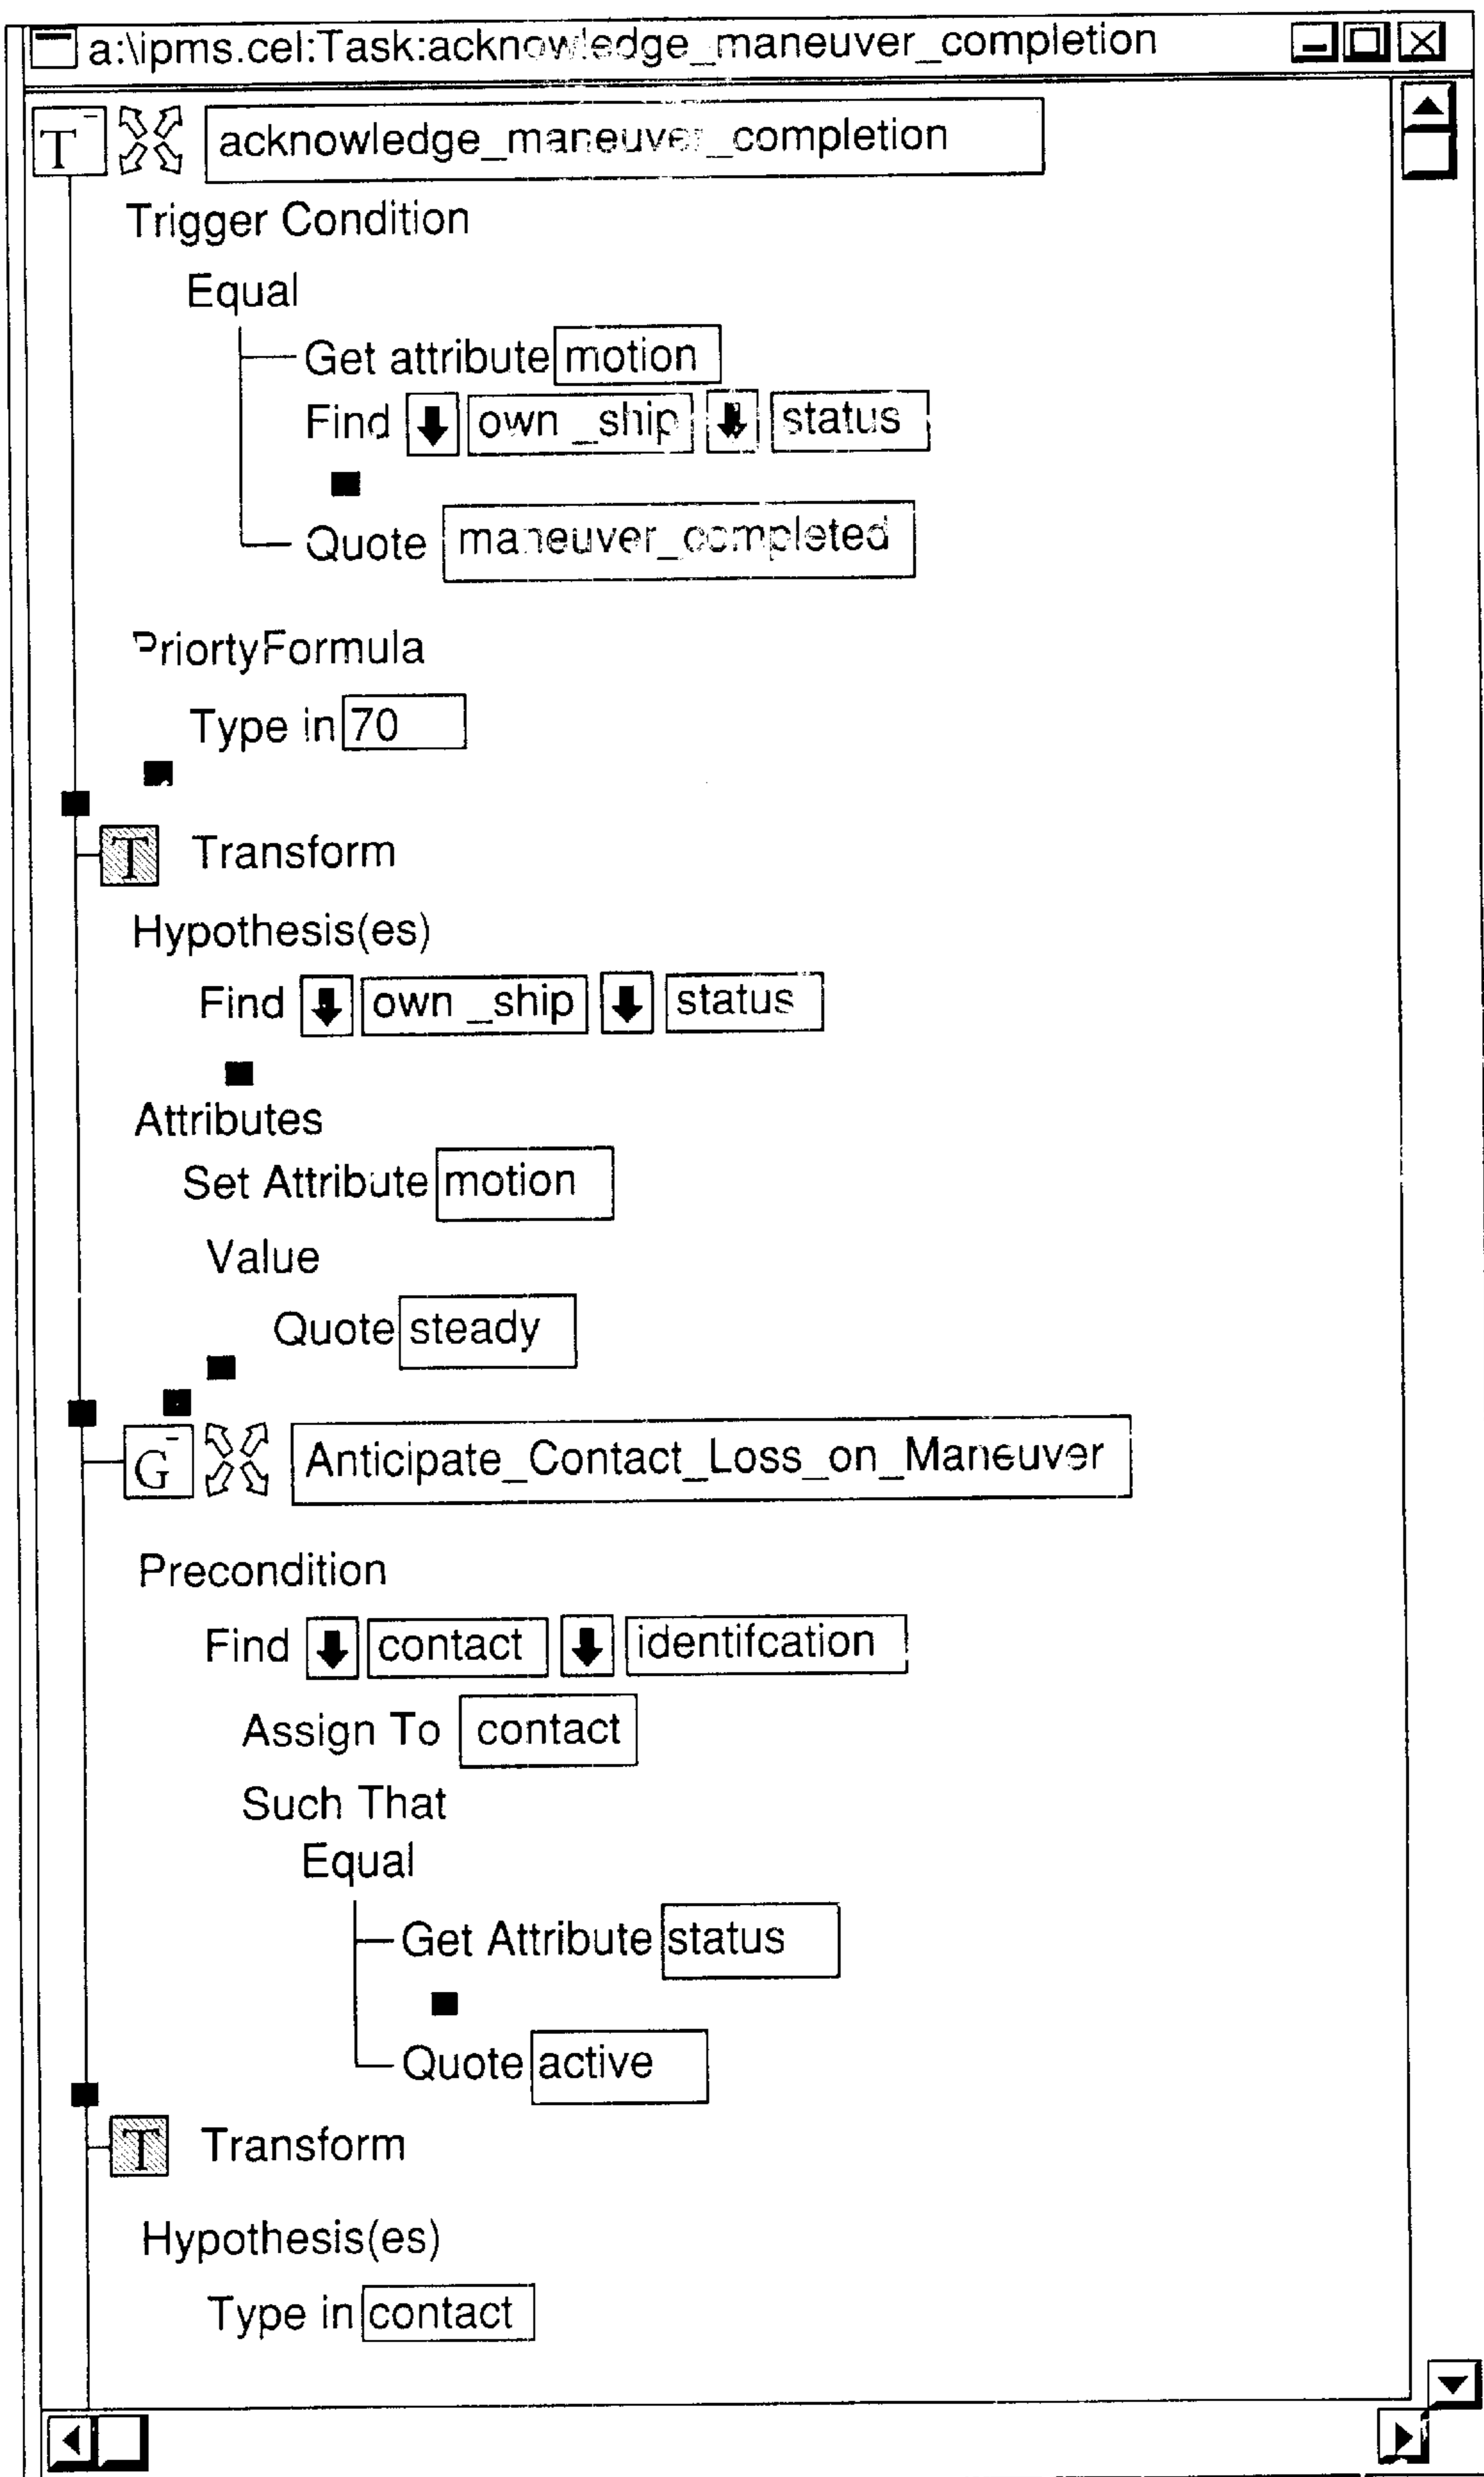 a:\ipms.cel:Task:acknowledge_maneuver_completion
T - acknowledge_maneuver_completion
Trigger Condition
Equal
Get attribute motion
Find own _ship status
Quote maneuver_completed
PriortyFormula
Type in 70
T Transform
Hypothesis(es)
Find own _ship status
Attributes
Set Attribute motion
Value
Quote steady
G - Anticipate_Contact_Loss_on_Maneuver
Precondition
Find contact identifcation
Assign To contact
Such That
Equal
Get Attribute status
Quote active
T Transform
Hypothesis(es)
Type in contact